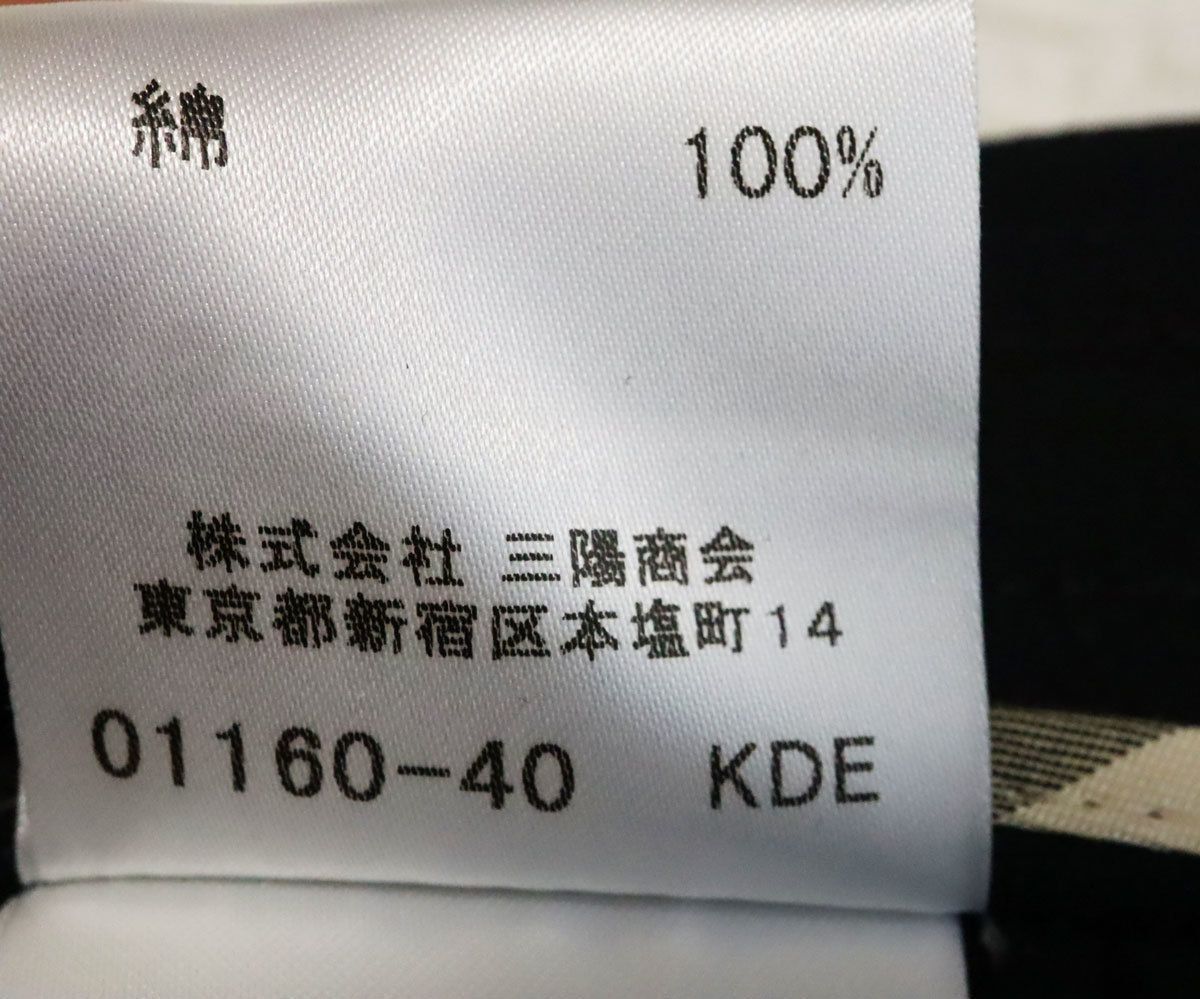 綿 100%
株式会社 三陽商会
東京都新宿区本塩町14
01160-40 KDE